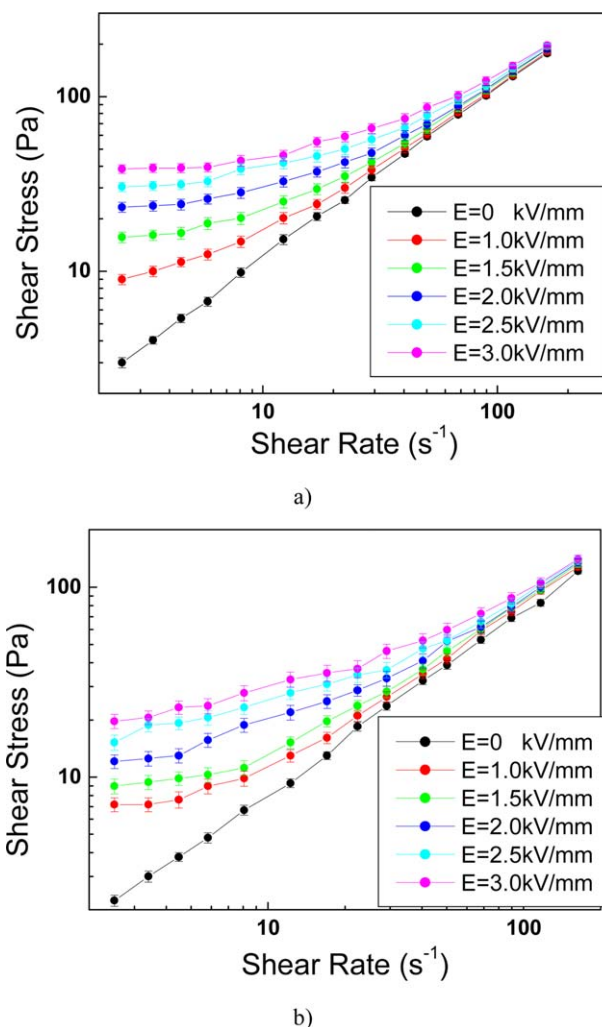 100
10
Shear Stress (Pa)
E=0 kV/mm
E=1.0kV/mm
E=1.5kV/mm
E=2.0kV/mm
E=2.5kV/mm
E=3.0kV/mm
10 100
Shear Rate (s⁻¹)
a)
100
10
Shear Stress (Pa)
E=0 kV/mm
E=1.0kV/mm
E=1.5kV/mm
E=2.0kV/mm
E=2.5kV/mm
E=3.0kV/mm
10 100
Shear Rate (s⁻¹)
b)